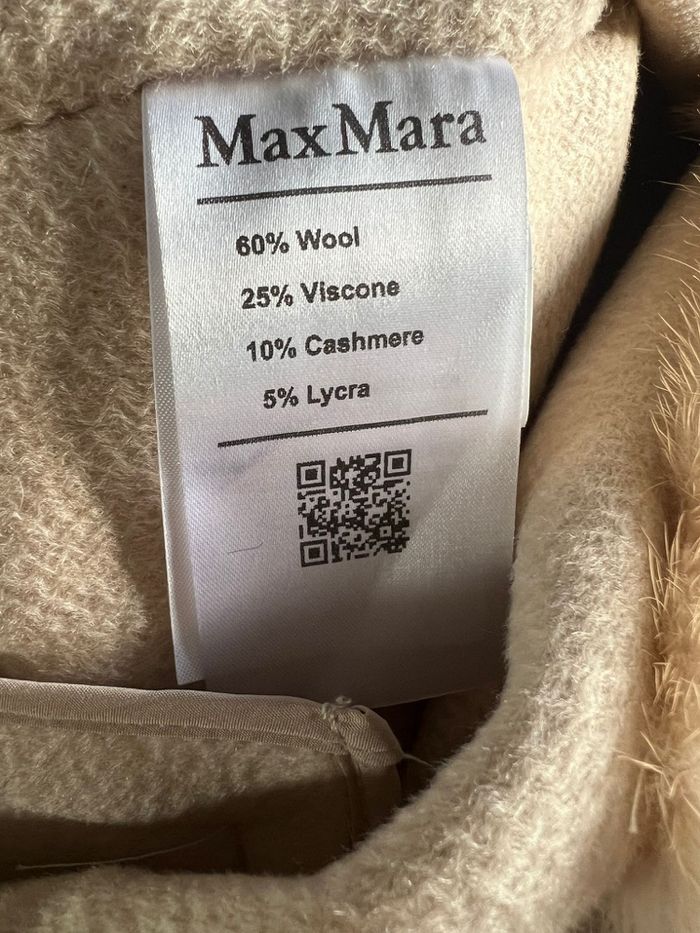 MaxMara
60% Wool
25% Viscone
10% Cashmere
5% Lycra